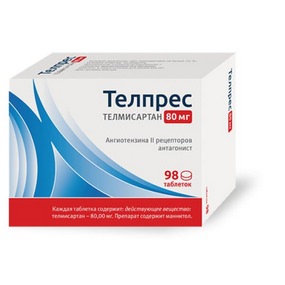 Телпрес
ТЕЛМИСАРТАН 80 мг
Ангиотензина II рецепторов
антагонист
98
таблеток
Каждая таблетка содержит: действующее вещество:
телмисартан – 80,00 мг. Препарат содержит маннитол.